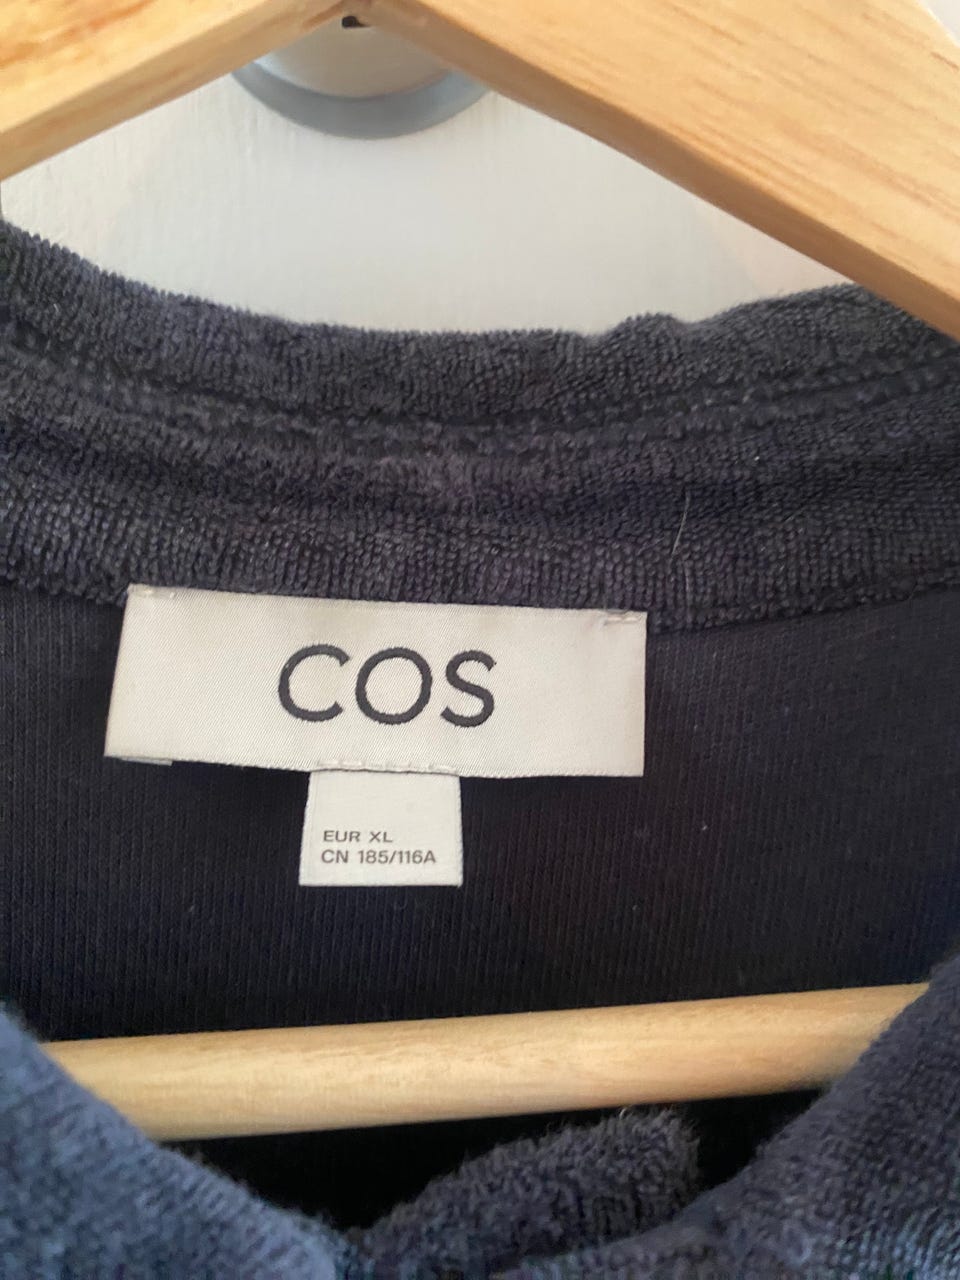 COS
EUR XL
CN 185/116A